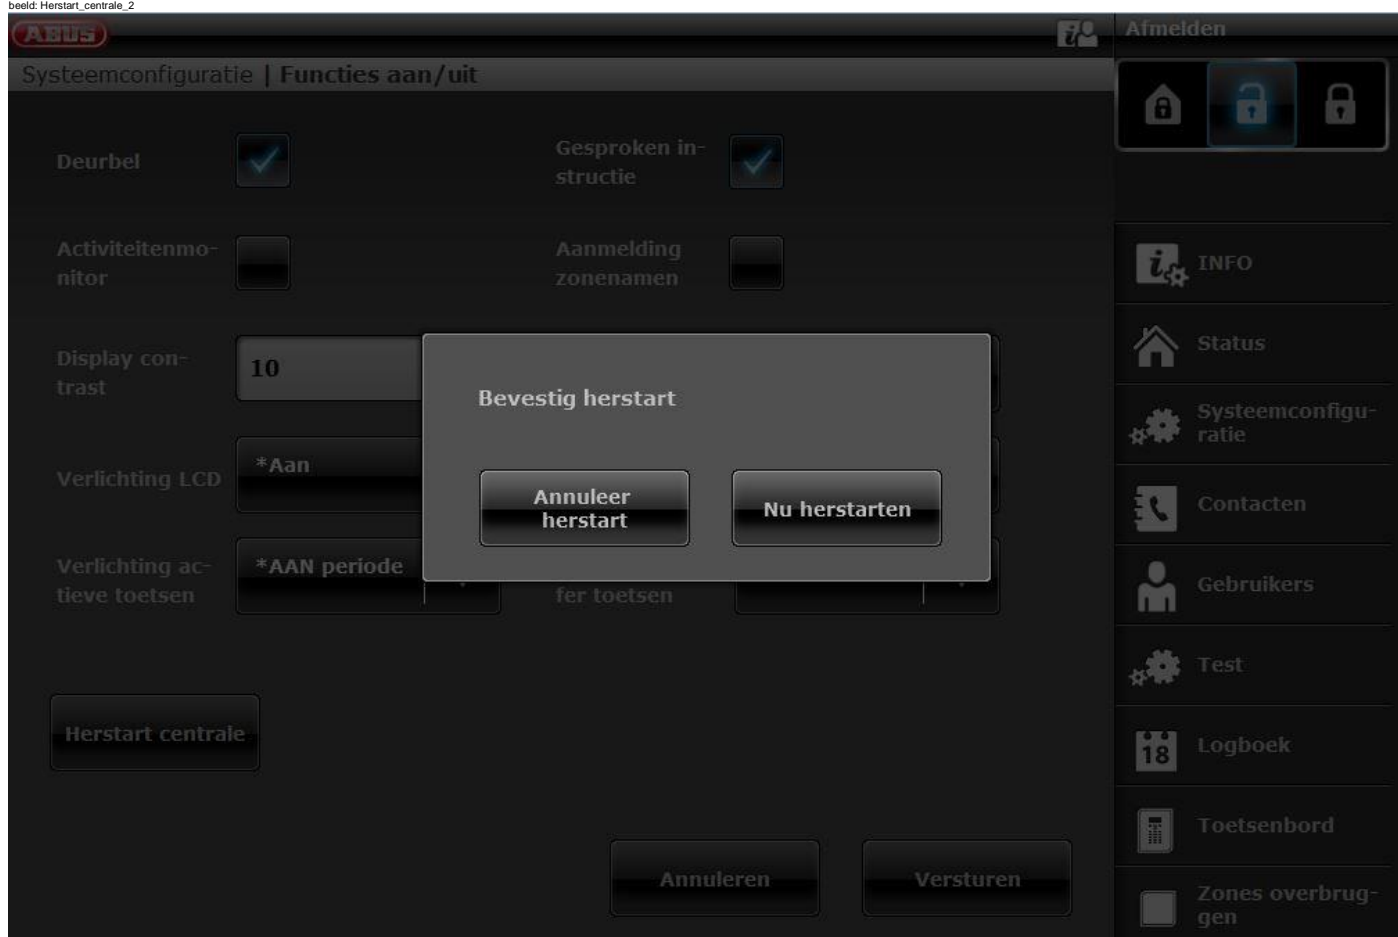 beeld: Herstart_centrale_2
ABUS
Afmelden
Systeemconfiguratie | Functies aan/uit
Deurbel
Gesproken in-
structie
Activiteitenmo-
nitor
Aanmelding
zonenamen
Display con-
trast
10
Bevestig herstart
Annuleer
herstart
Nu herstarten
Verlichting LCD
*Aan
Verlichting ac-
tieve toetsen
*AAN periode
fer toetsen
Herstart centrale
Annuleren
Versturen
INFO
Status
Systeemconfigu-
ratie
Contacten
Gebruikers
Test
18
Logboek
Toetsenbord
Zones overbrug-
gen